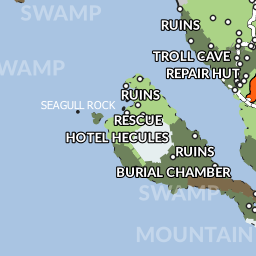 SWAMP
RUINS
TROLL CAVE
SWAMP
REPAIR HUT
RUINS
SEAGULL ROCK
RESCUE
HOTEL HECULES
RUINS
BURIAL CHAMBER
SWAMP
MOUNTAIN